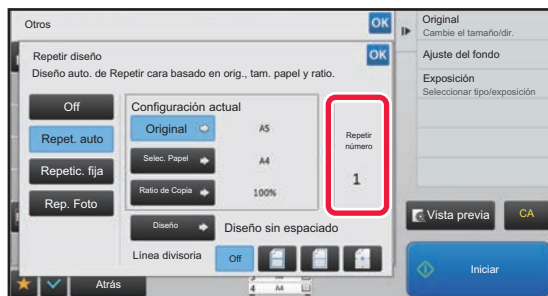 Otros
OK
Repetir diseño
OK
Diseño auto. de Repetir cara basado en orig., tam. papel y ratio.
Off
Repet. auto
Repetic. fija
Rep. Foto
Configuración actual
Original
A5
Selec. Papel
A4
Ratio de Copia
100%
Repetir
número
1
Diseño
Diseño sin espaciado
Línea divisoria
Off
Atrás
4
A4
Original
Cambie el tamaño/dir.
Ajuste del fondo
Exposición
Seleccionar tipo/exposición
Vista previa
CA
Iniciar